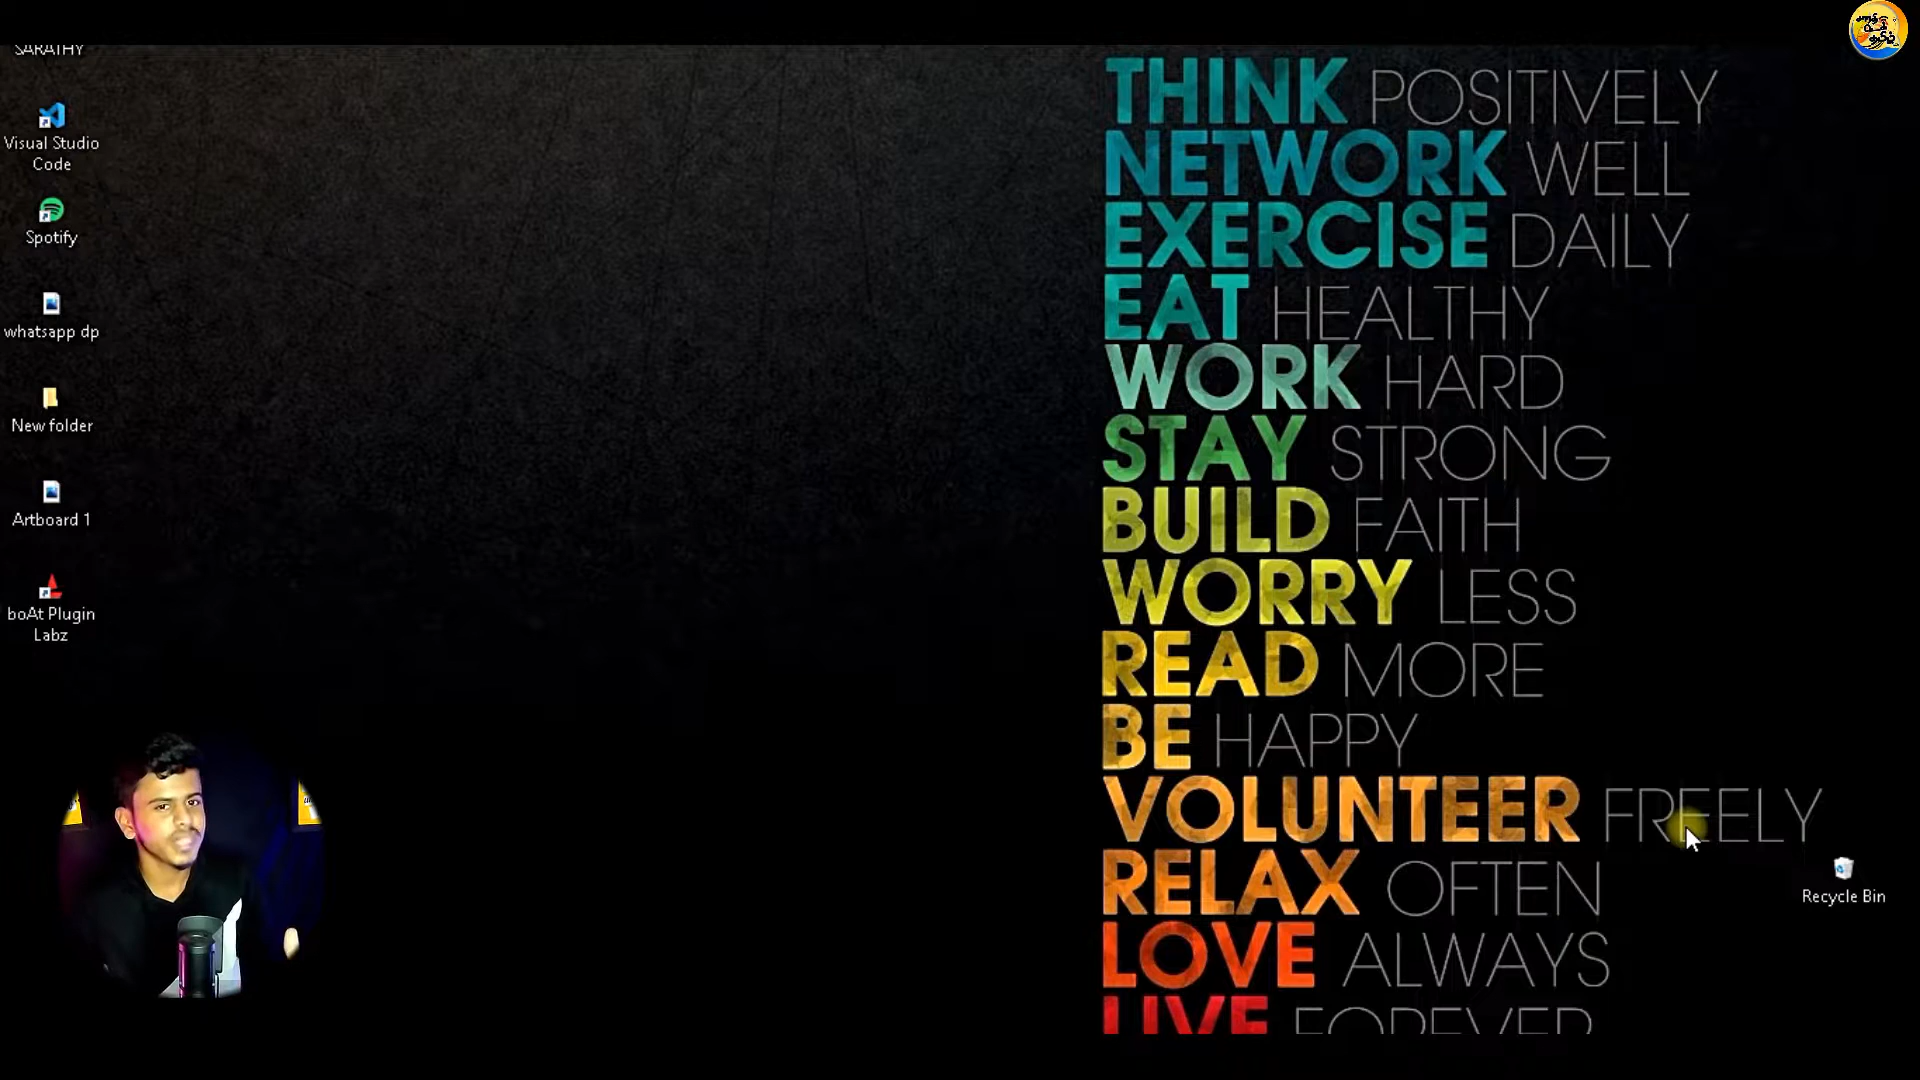 SARATHY
Visual Studio
Code
Spotify
whatsapp dp
New folder
Artboard 1
boAt Plugin
Labz
THINK POSITIVELY
NETWORK WELL
EXERCISE DAILY
EAT HEALTHY
WORK HARD
STAY STRONG
BUILD FAITH
WORRY LESS
READ MORE
BE HAPPY
VOLUNTEER FREELY
RELAX OFTEN
LOVE ALWAYS
LIVE FOREVER
Recycle Bin